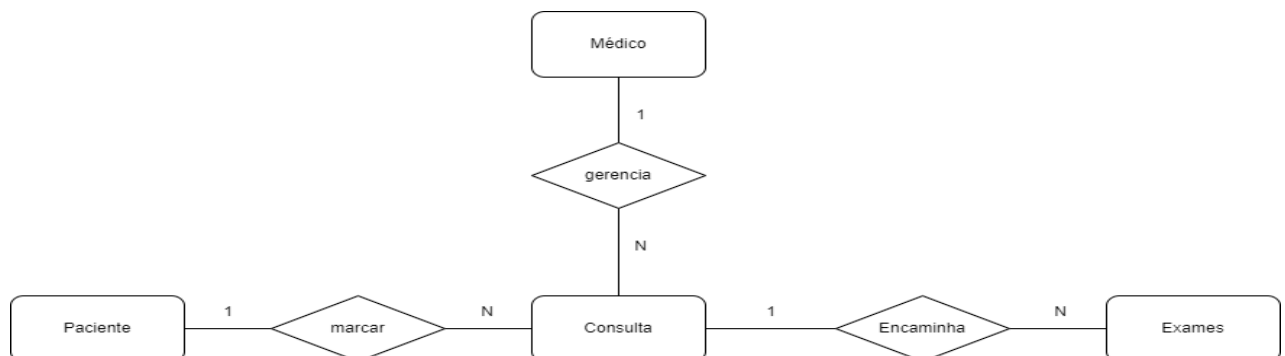 Médico
1
gerencia
N
Paciente 1 marcar N Consulta 1 Encaminha N Exames